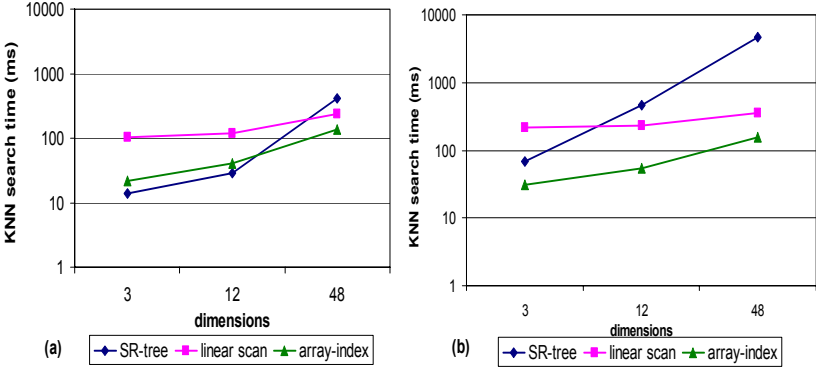 KNN search time (ms)
10000
1000
100
10
1
3 12 48
dimensions
(a)
SR-tree linear scan array-index
KNN search time (ms)
10000
1000
100
10
1
3 12 48
dimensions
(b)
SR-tree linear scan array-index